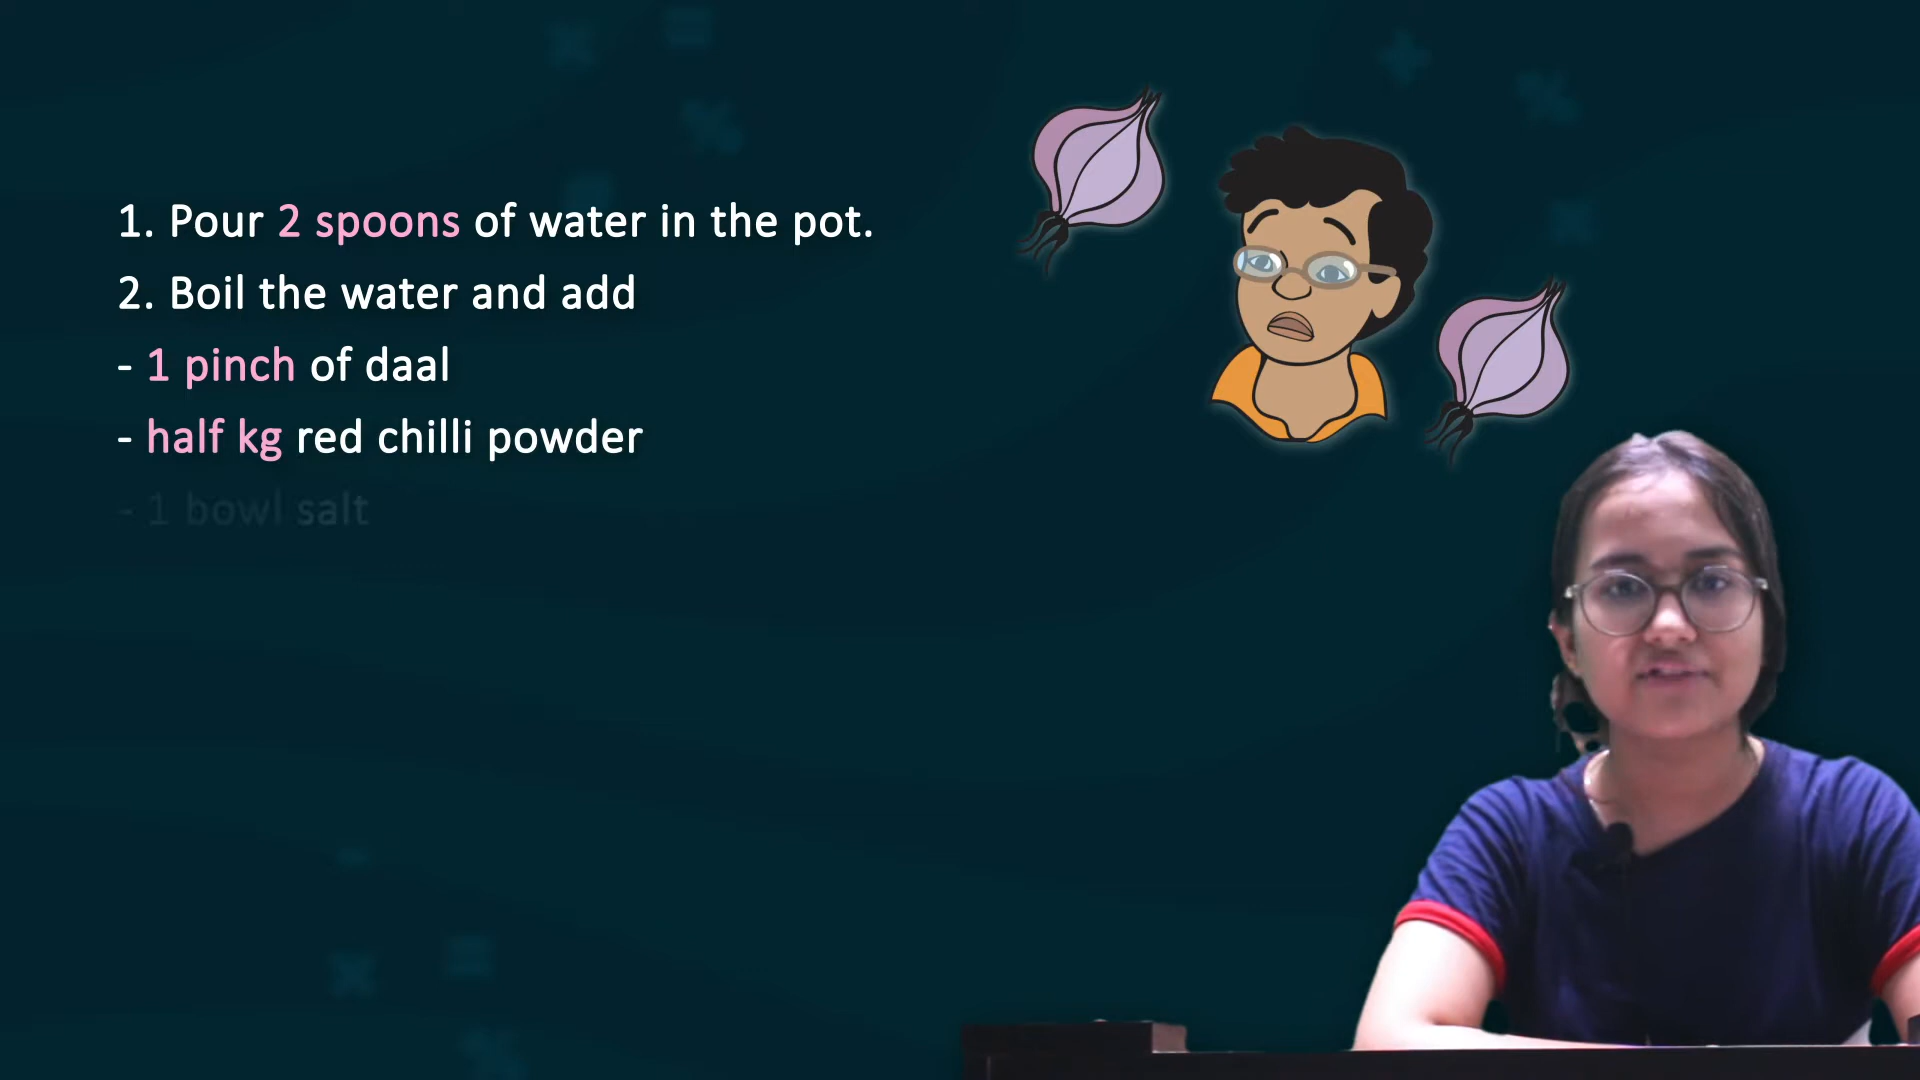 1. Pour 2 spoons of water in the pot.
2. Boil the water and add
- 1 pinch of daal
- half kg red chilli powder
- 1 bowl salt